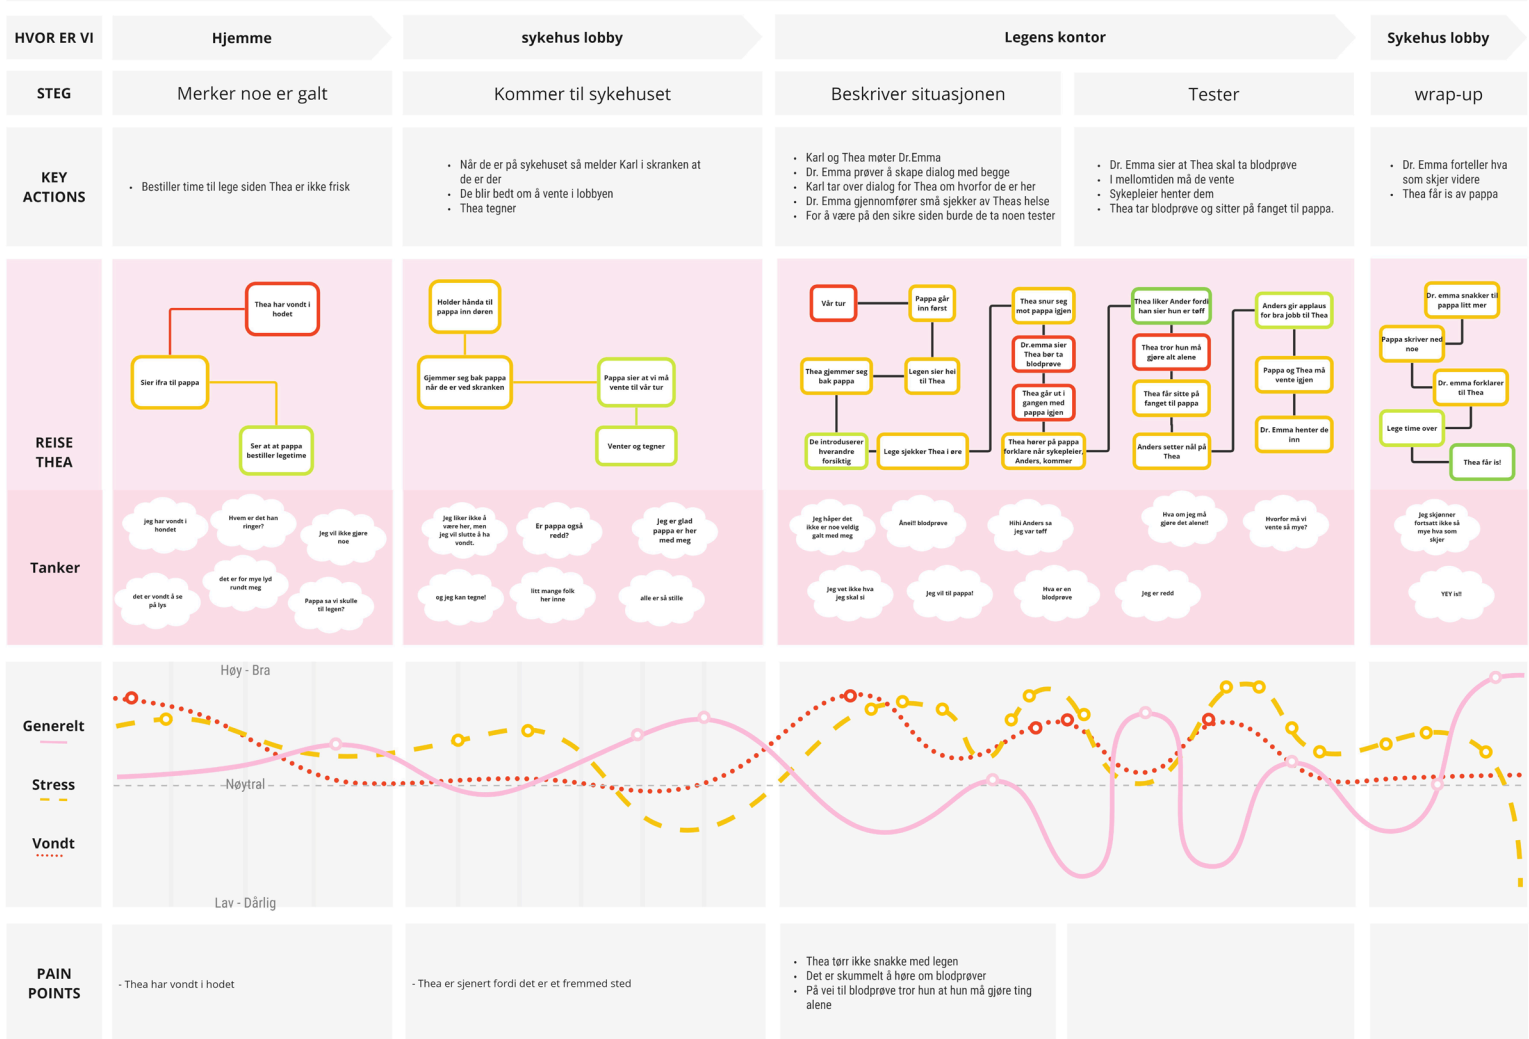 HVOR ER VI
Hjemme
sykehus lobby
Legens kontor
Sykehus lobby
STEG
Merker noe er galt
Kommer til sykehuset
Beskriver situasjonen
Tester
wrap-up
KEY
ACTIONS
• Bestiller time til lege siden Thea er ikke frisk
• Når de er på sykehuset så melder Karl i skranken at
de er der
• De blir bedt om å vente i lobbyen
• Thea tegner
• Karl og Thea møter Dr.Emma
• Dr. Emma prøver å skape dialog med begge
• Karl tar over dialog for Thea om hvorfor de er her
• Dr. Emma gjennomfører små sjekker av Theas helse
• For å være på den sikre siden burde de ta noen tester
• Dr. Emma sier at Thea skal ta blodprøve
• I mellomtiden må de vente
• Sykepleier henter dem
• Thea tar blodprøve og sitter på fanget til pappa.
• Dr. Emma forteller hva
som skjer videre
• Thea får is av pappa
REISE
THEA
Thea har vondt i
hodet
Sier ifra til pappa
Ser at at pappa
bestiller legetime
Holder hånda til
pappa inn døren
Gjemmer seg bak pappa
når de er ved skranken
Pappa sier at vi må
vente til vår tur
Venter og tegner
Vår tur
Pappa går
inn først
Legen sier hei
til Thea
Thea gjemmer seg
bak pappa
De introduserer
hverandre
forsiktig
Lege sjekker Thea i øre
Thea snur seg
mot pappa igjen
Dr.emma sier
Thea bør ta
blodprøve
Thea går ut i
gangen med
pappa igjen
Thea hører på pappa
forklare når sykepleier,
Anders, kommer
Thea liker Ander fordi
han sier hun er tøff
Thea tror hun må
gjøre alt alene
Thea får sitte på
fanget til pappa
Anders setter nål på
Thea
Anders gir applaus
for bra jobb til Thea
Pappa og Thea må
vente igjen
Dr. Emma henter de
inn
Dr. emma snakker til
pappa litt mer
Pappa skriver ned
noe
Dr. emma forklarer
til Thea
Lege time over
Thea får is!
Tanker
jeg har vondt i
hondet
Hvem er det han
ringer?
Jeg vil ikke gjøre
noe
det er vondt å se
på lys
det er for mye lyd
rundt meg
Pappa sa vi skulle
til legen?
Jeg liker ikke å
være her, men
jeg vil slutte å ha
vondt.
Er pappa også
redd?
Jeg er glad
pappa er her
med meg
og jeg kan tegne!
litt mange folk
her inne
alle er så stille
Jeg håper det
ikke er noe veldig
galt med meg
Ånei!! blodprøve
Hihi Anders sa
jeg var tøff
Hva om jeg må
gjøre det alene!!
Hvorfor må vi
vente så mye?
Jeg vet ikke hva
jeg skal si
Jeg vil til pappa!
Hva er en
blodprøve
Jeg er redd
Jeg skjønner
fortsatt ikke så
mye hva som
skjer
YEY is!!
Høy - Bra
Generelt
Stress
Nøytral
Vondt
Lav - Dårlig
PAIN
POINTS
- Thea har vondt i hodet
- Thea er sjenert fordi det er et fremmed sted
• Thea tørr ikke snakke med legen
• Det er skummelt å høre om blodprøver
• På vei til blodprøve tror hun at hun må gjøre ting
alene